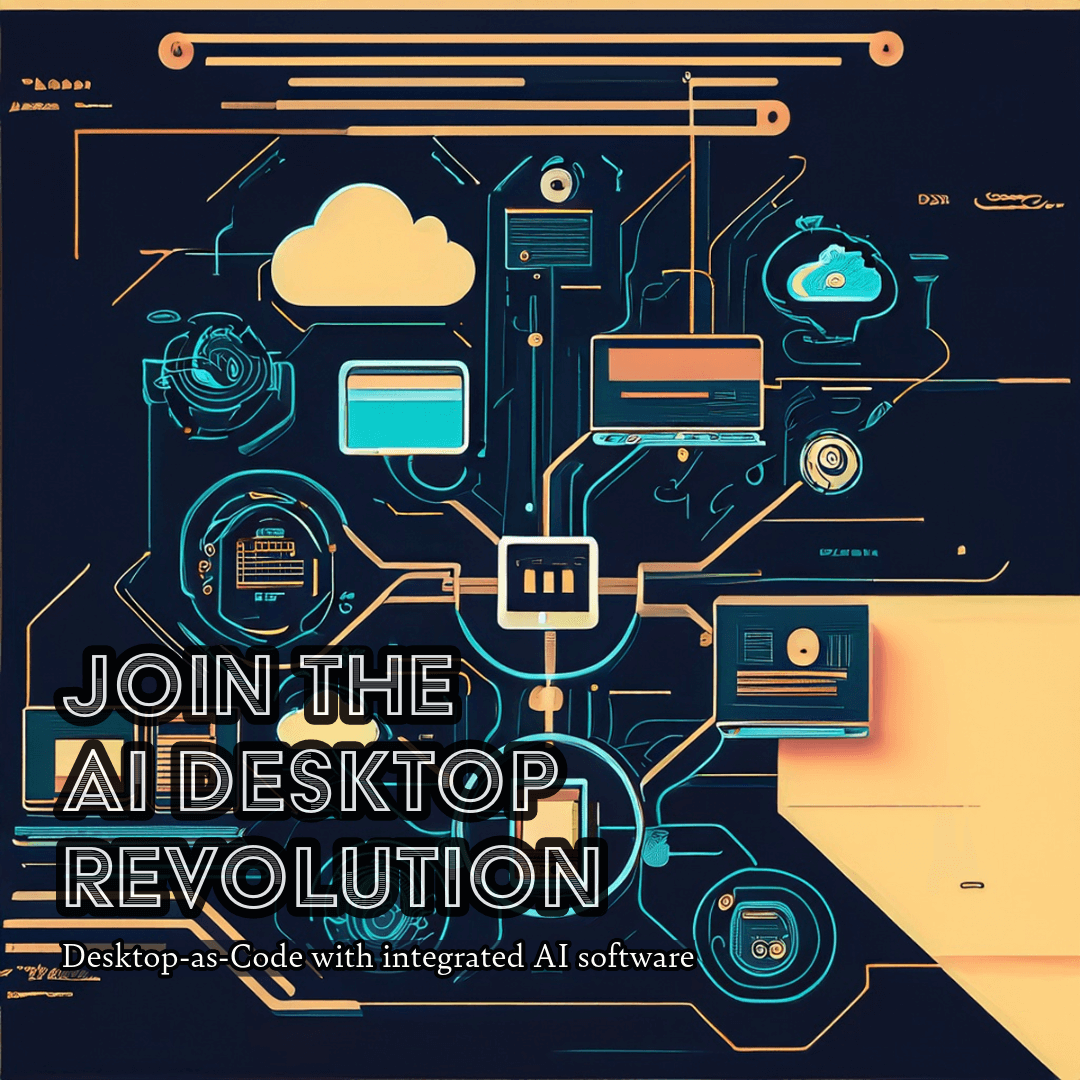 JOIN THE
AI DESKTOP
REVOLUTION
Desktop-as-Code with integrated AI software